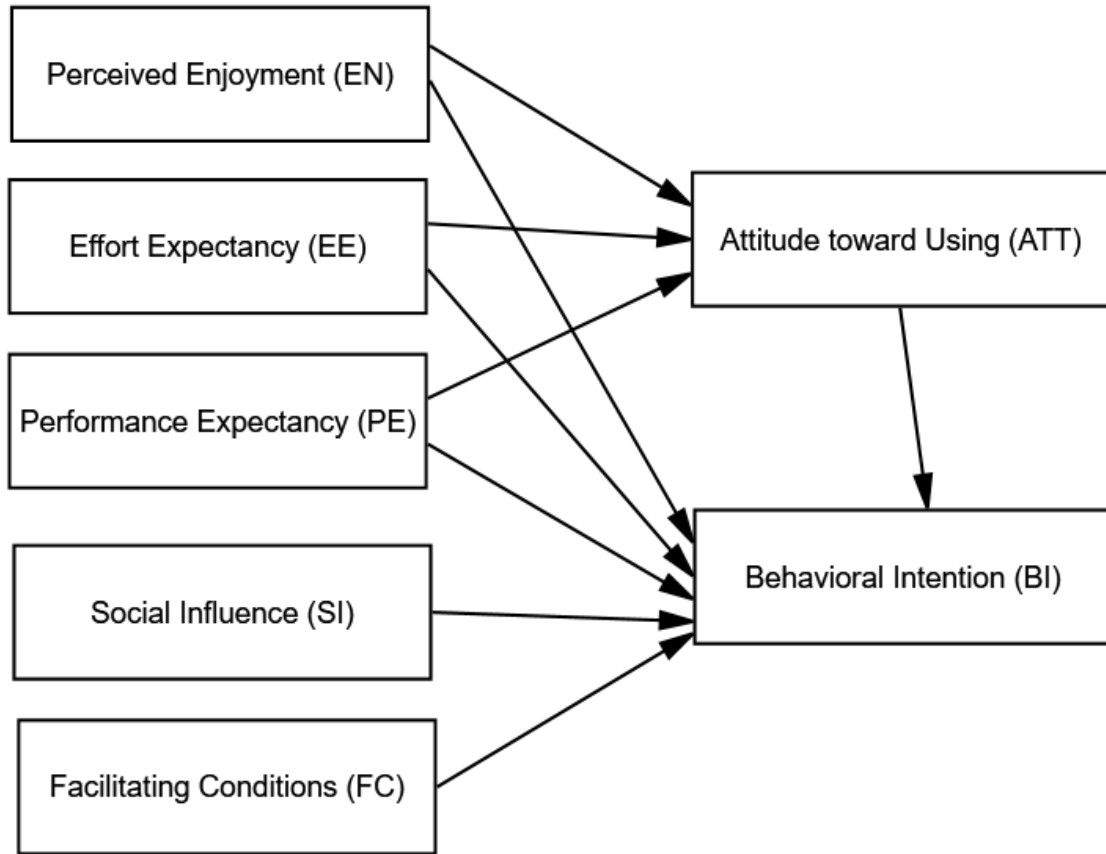 Perceived Enjoyment (EN)
Effort Expectancy (EE)
Attitude toward Using (ATT)
Performance Expectancy (PE)
Behavioral Intention (BI)
Social Influence (SI)
Facilitating Conditions (FC)